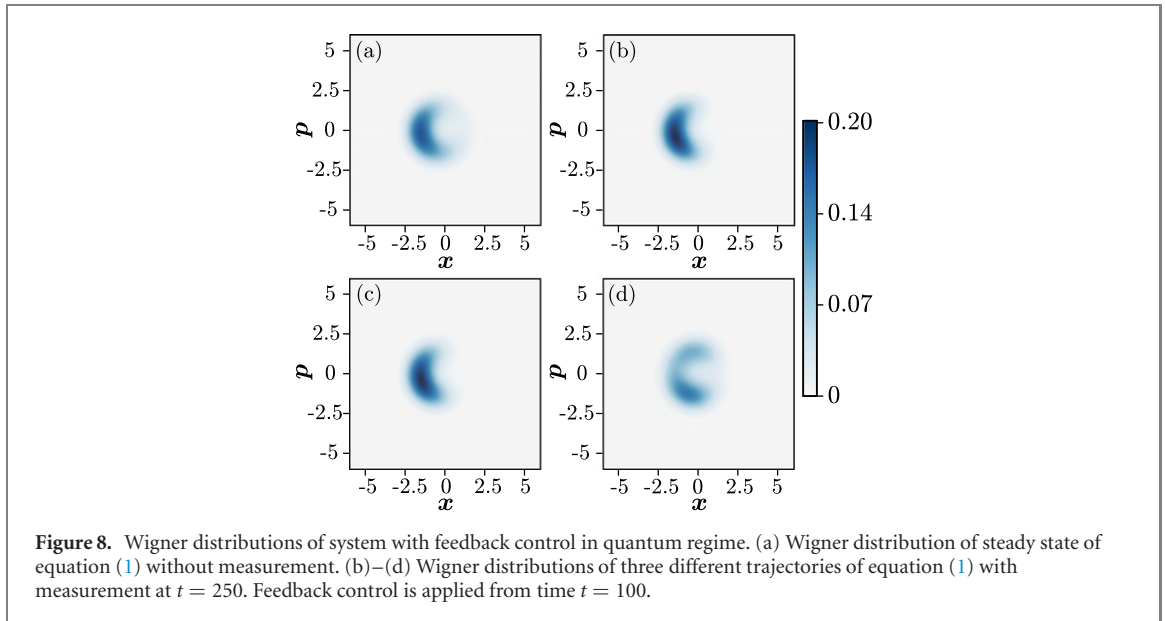 (a)
5
2.5
0
-2.5
-5
p
-5 -2.5 0 2.5 5
x
(b)
5
2.5
0
-2.5
-5
p
-5 -2.5 0 2.5 5
x
(c)
5
2.5
0
-2.5
-5
p
-5 -2.5 0 2.5 5
x
(d)
5
2.5
0
-2.5
-5
p
-5 -2.5 0 2.5 5
x
0.20
0.14
0.07
0
Figure 8. Wigner distributions of system with feedback control in quantum regime. (a) Wigner distribution of steady state of
equation (1) without measurement. (b)–(d) Wigner distributions of three different trajectories of equation (1) with
measurement at t = 250. Feedback control is applied from time t = 100.